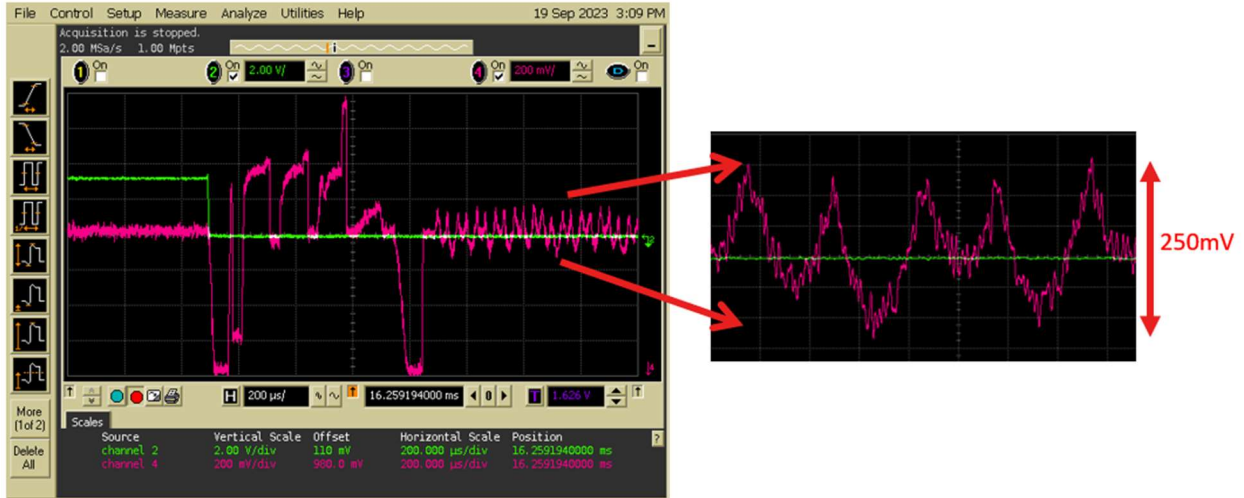 File Control Setup Measure Analyze Utilities Help 19 Sep 2023 3:09 PM
Acquisition is stopped.
2.00 MSa/s 1.00 Mpts
1 On 2 On 2.00 V/ 3 On 4 On 200 mV/ D On
250mV
H 200 µs/ 16.259194000 ms 0 T 1.626 V
More
(1 of 2)
Delete
All
Scales
Source Vertical Scale Offset Horizontal Scale Position
channel 2 2.00 V/div 110 mV 200.000 µs/div 16.2591940000 ms
channel 4 200 mV/div 980.0 mV 200.000 µs/div 16.2591940000 ms
?